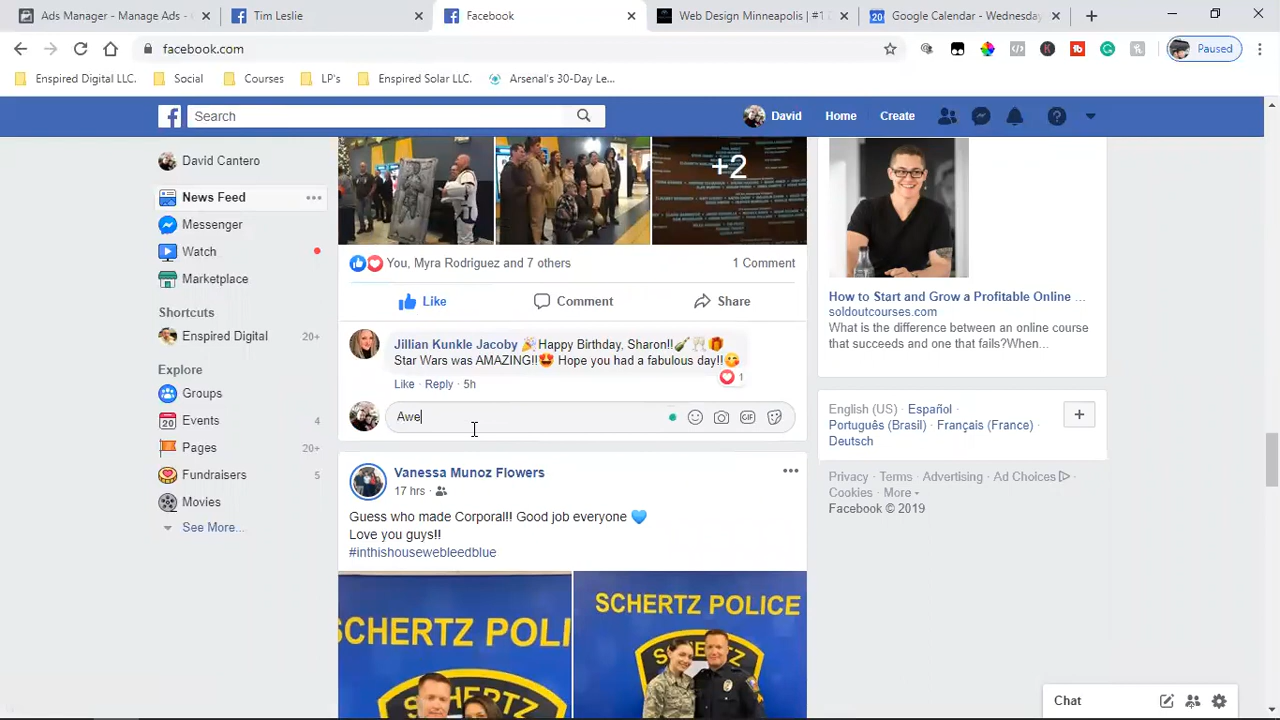 Ads Manager - Manage Ads -
Tim Leslie
Facebook
Web Design Minneapolis | #1
Google Calendar - Wednesday
facebook.com
Paused
Enspired Digital LLC.
Social
Courses
LP's
Enspired Solar LLC.
Arsenal's 30-Day Le...
Search
David
Home
Create
David Cantero
News Feed
Messenger
Watch
Marketplace
Shortcuts
Enspired Digital 20+
Explore
Groups
Events 4
Pages 20+
Fundraisers 5
Movies
See More...
+2
You, Myra Rodriguez and 7 others
1 Comment
Like
Comment
Share
Jillian Kunkle Jacoby 🎉Happy Birthday, Sharon!!🍾🥂🎁
Star Wars was AMAZING!!😍 Hope you had a fabulous day!!😋
1
Like · Reply · 5h
Awe
GIF
Vanessa Munoz Flowers
17 hrs ·
Guess who made Corporal!! Good job everyone 💙
Love you guys!!
#inthishousewebleedblue
SCHERTZ POLI
SCHERTZ POLICE
How to Start and Grow a Profitable Online ...
soldoutcourses.com
What is the difference between an online course
that succeeds and one that fails?When...
English (US) · Español ·
Português (Brasil) · Français (France) ·
Deutsch
Privacy · Terms · Advertising · Ad Choices ·
Cookies · More
Facebook © 2019
Chat